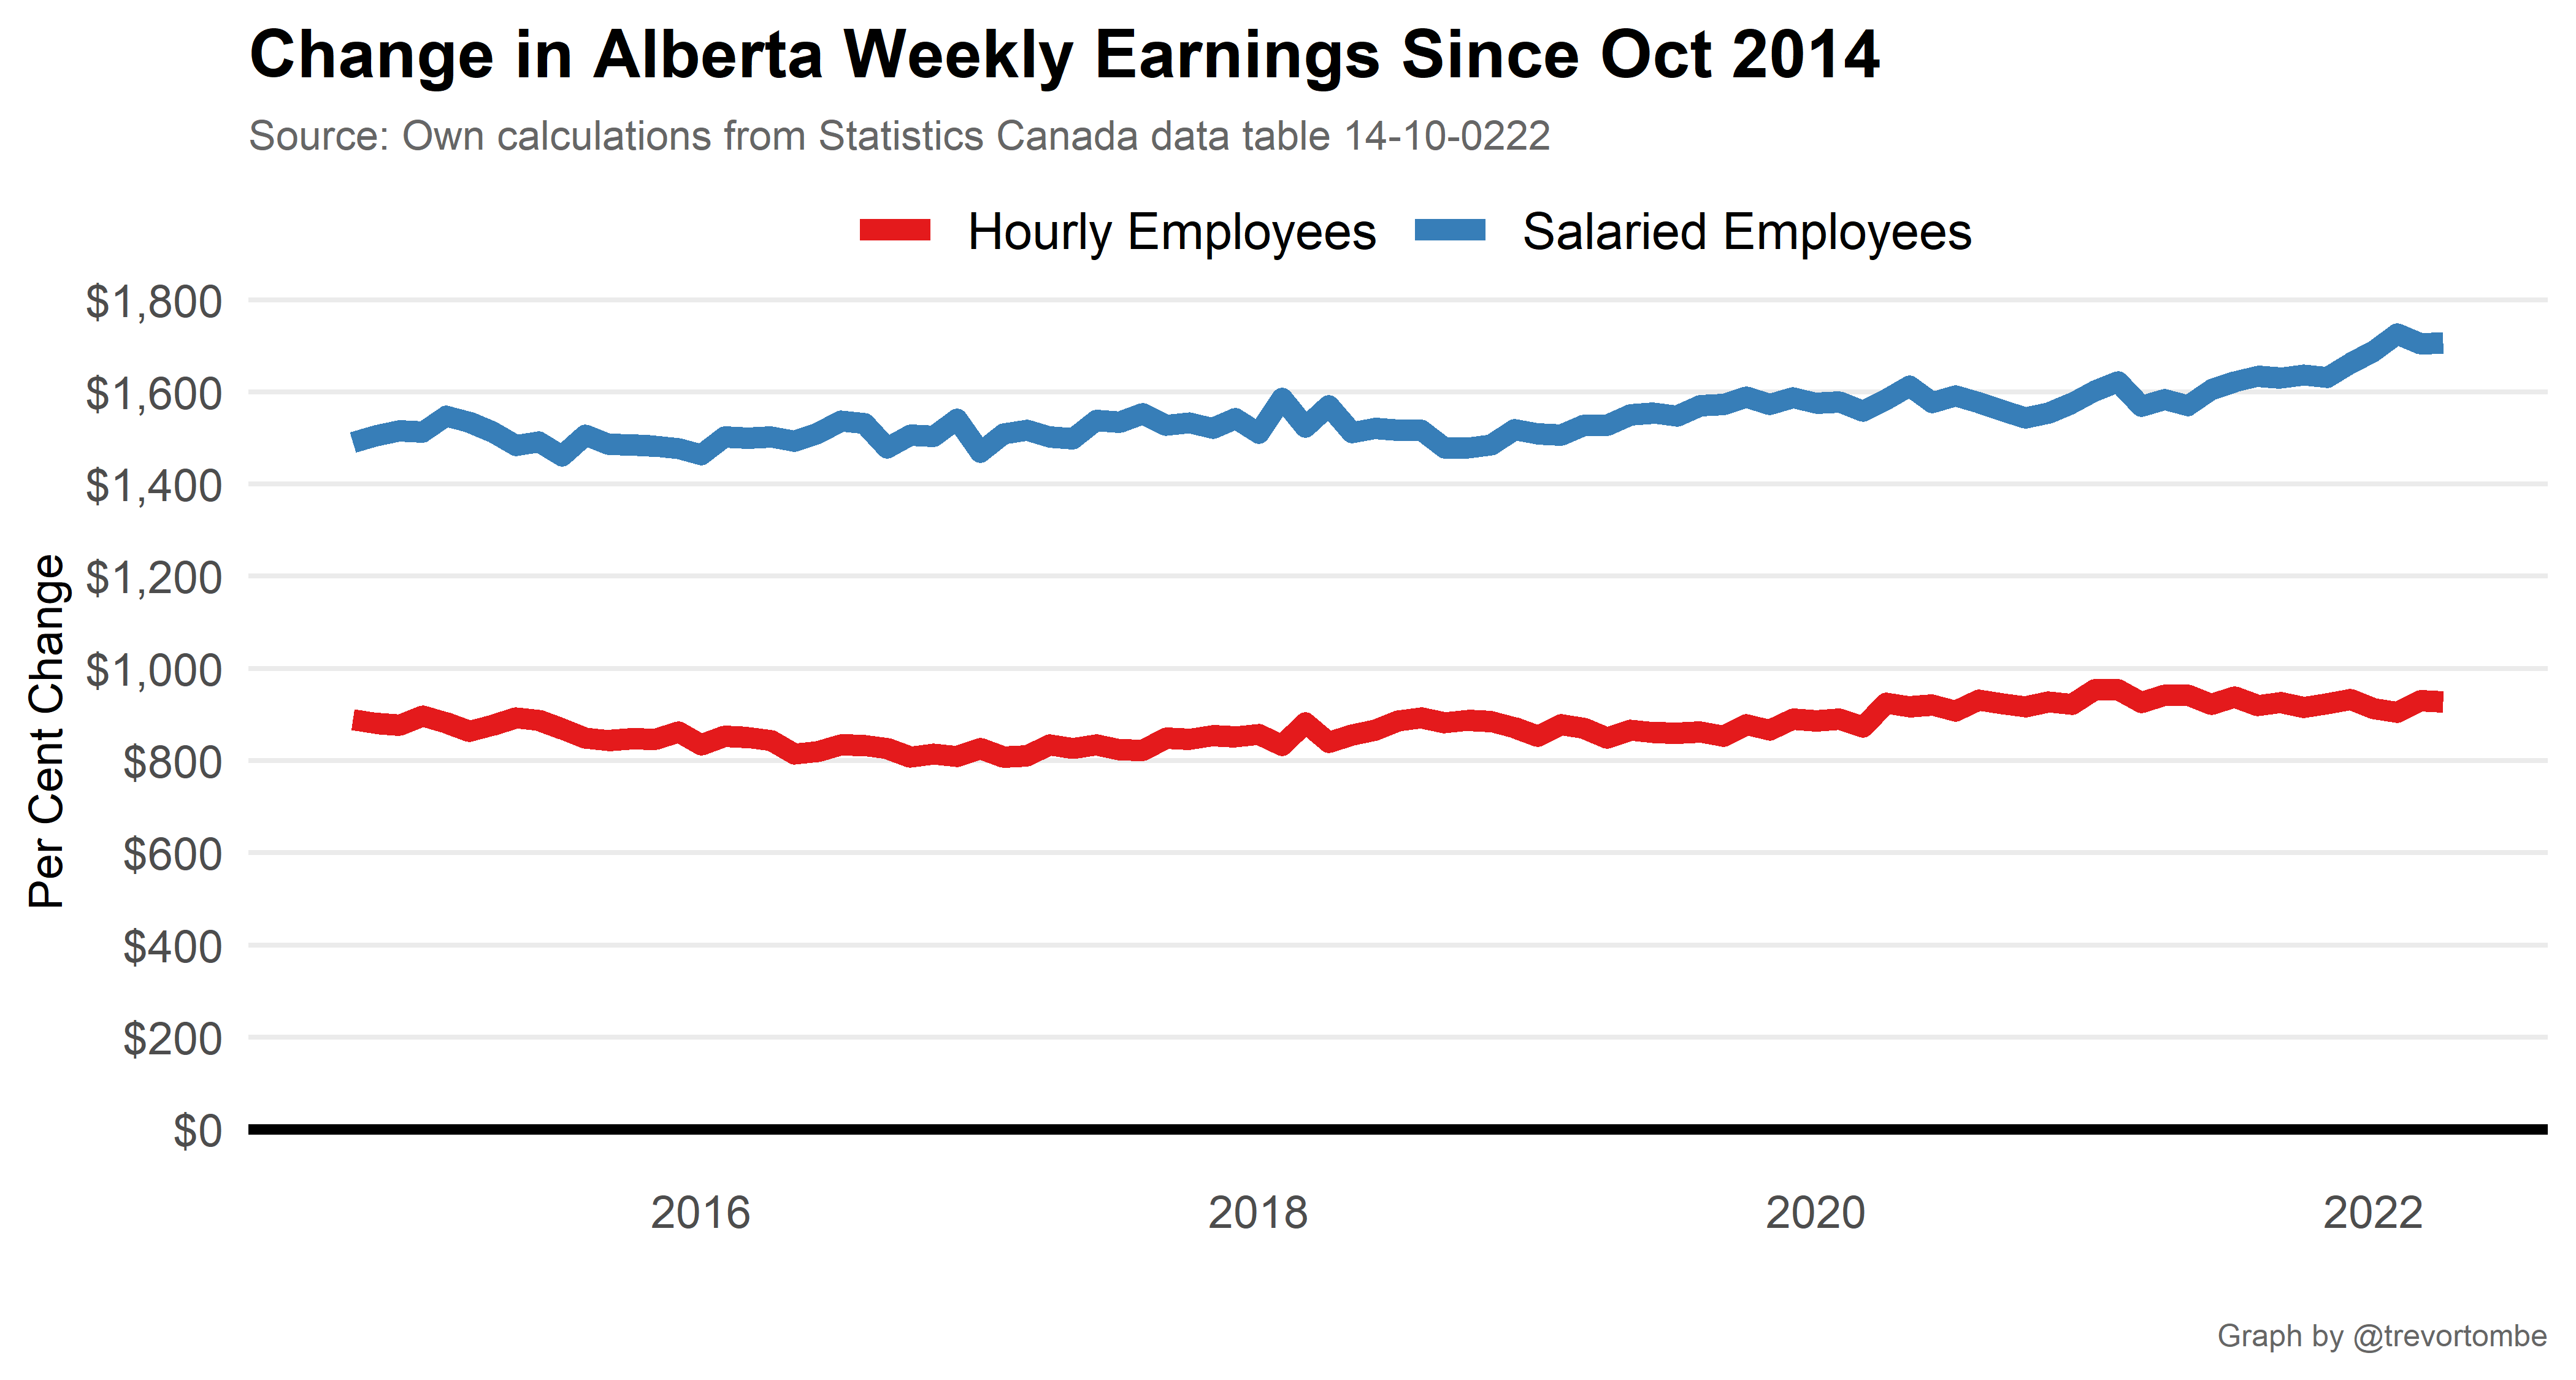 Change in Alberta Weekly Earnings Since Oct 2014
Source: Own calculations from Statistics Canada data table 14-10-0222
Hourly Employees
Salaried Employees
Per Cent Change
$1,800
$1,600
$1,400
$1,200
$1,000
$800
$600
$400
$200
$0
2016
2018
2020
2022
Graph by @trevortombe